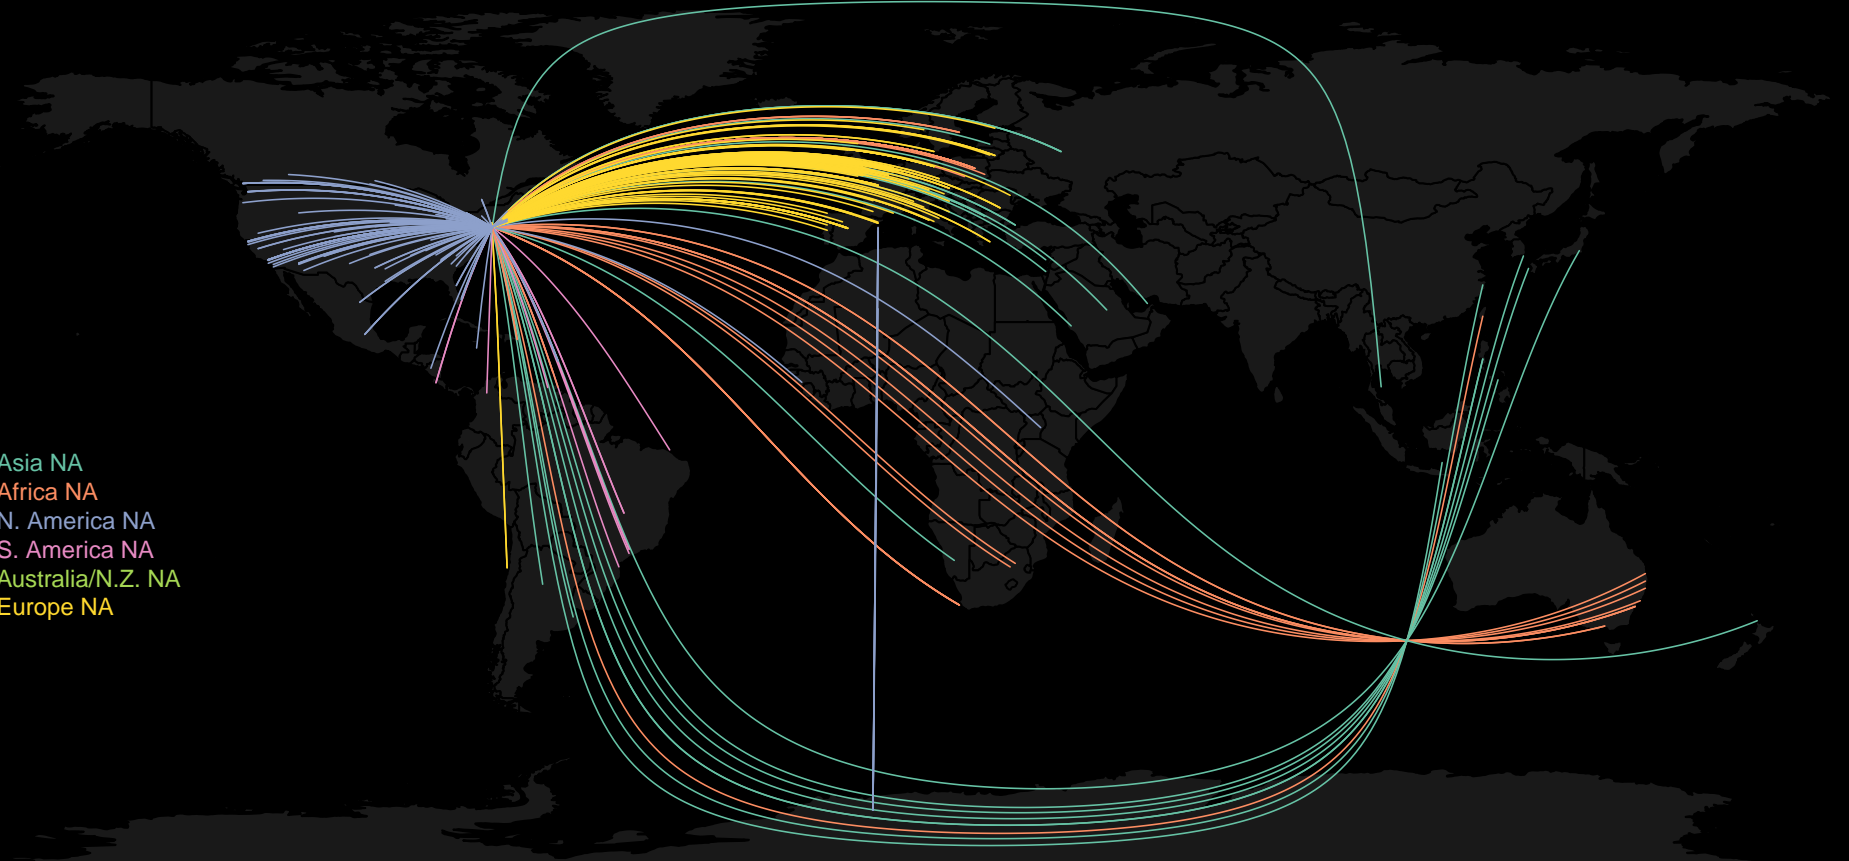 Asia NA
Africa NA
N. America NA
S. America NA
Australia/N.Z. NA
Europe NA